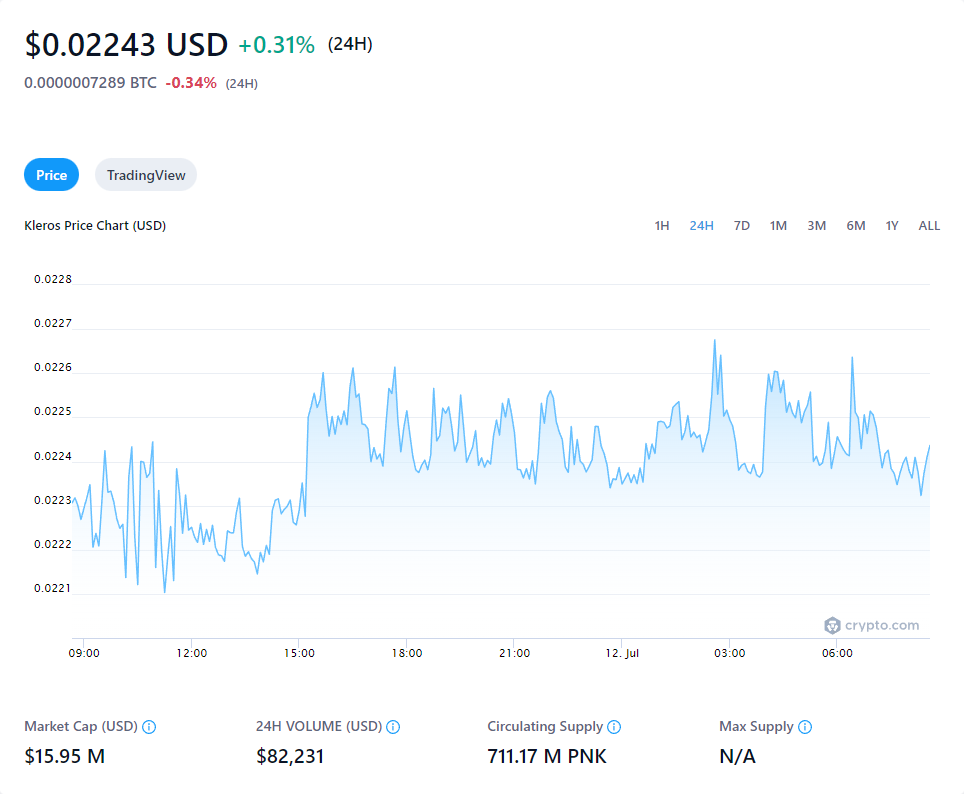 $0.02243 USD +0.31% (24H)
0.0000007289 BTC -0.34% (24H)
Price TradingView
Kleros Price Chart (USD) 1H 24H 7D 1M 3M 6M 1Y ALL
0.0228
0.0227
0.0226
0.0225
0.0224
0.0223
0.0222
0.0221
crypto.com
09:00 12:00 15:00 18:00 21:00 12. Jul 03:00 06:00
Market Cap (USD) 24H VOLUME (USD) Circulating Supply Max Supply
$15.95 M $82,231 711.17 M PNK N/A